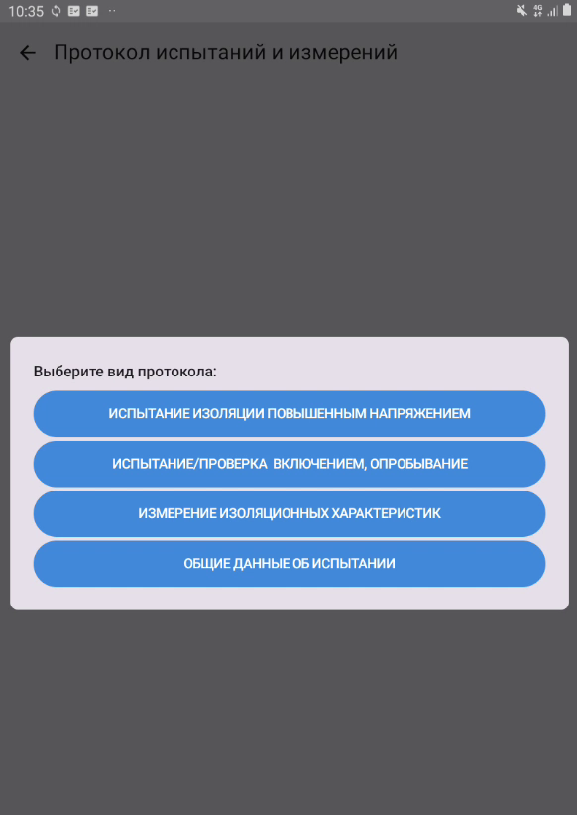 10:35
4G
Протокол испытаний и измерений
Выберите вид протокола:
ИСПЫТАНИЕ ИЗОЛЯЦИИ ПОВЫШЕННЫМ НАПРЯЖЕНИЕМ
ИСПЫТАНИЕ/ПРОВЕРКА  ВКЛЮЧЕНИЕМ, ОПРОБЫВАНИЕ
ИЗМЕРЕНИЕ ИЗОЛЯЦИОННЫХ ХАРАКТЕРИСТИК
ОБЩИЕ ДАННЫЕ ОБ ИСПЫТАНИИ